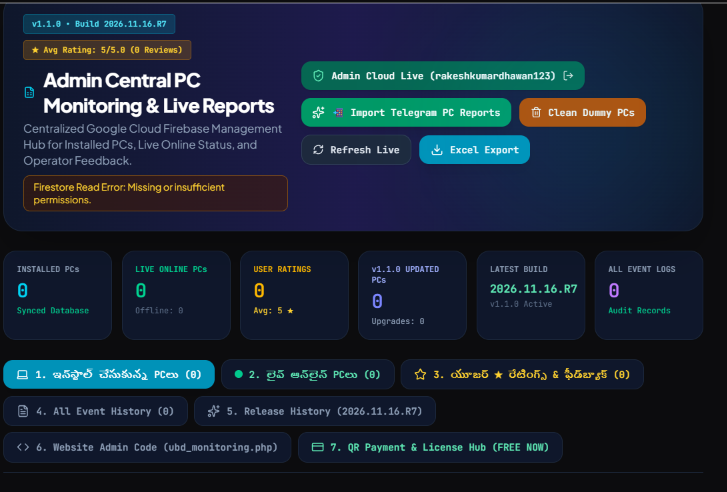 v1.1.0 • Build 2026.11.16.R7
★ Avg Rating: 5/5.0 (0 Reviews)
Admin Central PC
Monitoring & Live Reports
Centralized Google Cloud Firebase Management
Hub for Installed PCs, Live Online Status, and
Operator Feedback.
Firestore Read Error: Missing or insufficient
permissions.
Admin Cloud Live (rakeshkumardhawan123)
Import Telegram PC Reports
Clean Dummy PCs
Refresh Live
Excel Export
INSTALLED PCs
0
Synced Database
LIVE ONLINE PCs
0
Offline: 0
USER RATINGS
0
Avg: 5 ★
v1.1.0 UPDATED
PCs
0
Upgrades: 0
LATEST BUILD
2026.11.16.R7
v1.1.0 Active
ALL EVENT LOGS
0
Audit Records
1. ఇన్‌స్టాల్ చేసుకున్న PCలు (0)
2. లైవ్ ఆన్‌లైన్ PCలు (0)
3. యూజర్ ★ రేటింగ్స్ & ఫీడ్‌బ్యాక్ (0)
4. All Event History (0)
5. Release History (2026.11.16.R7)
6. Website Admin Code (ubd_monitoring.php)
7. QR Payment & License Hub (FREE NOW)